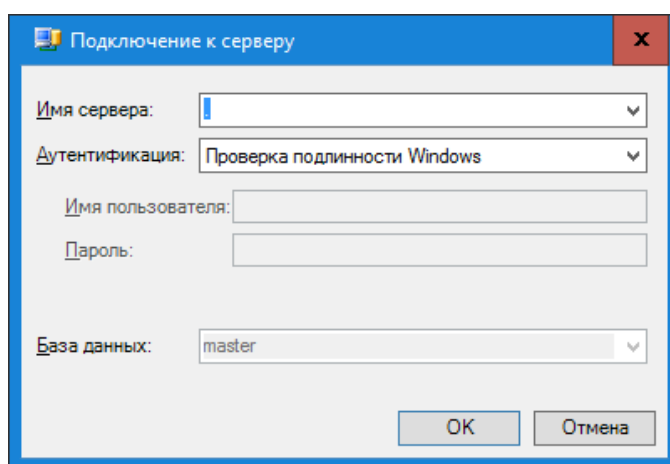 Подключение к серверу
x
Имя сервера: .
Аутентификация: Проверка подлинности Windows
Имя пользователя:
Пароль:
База данных: master
OK Отмена